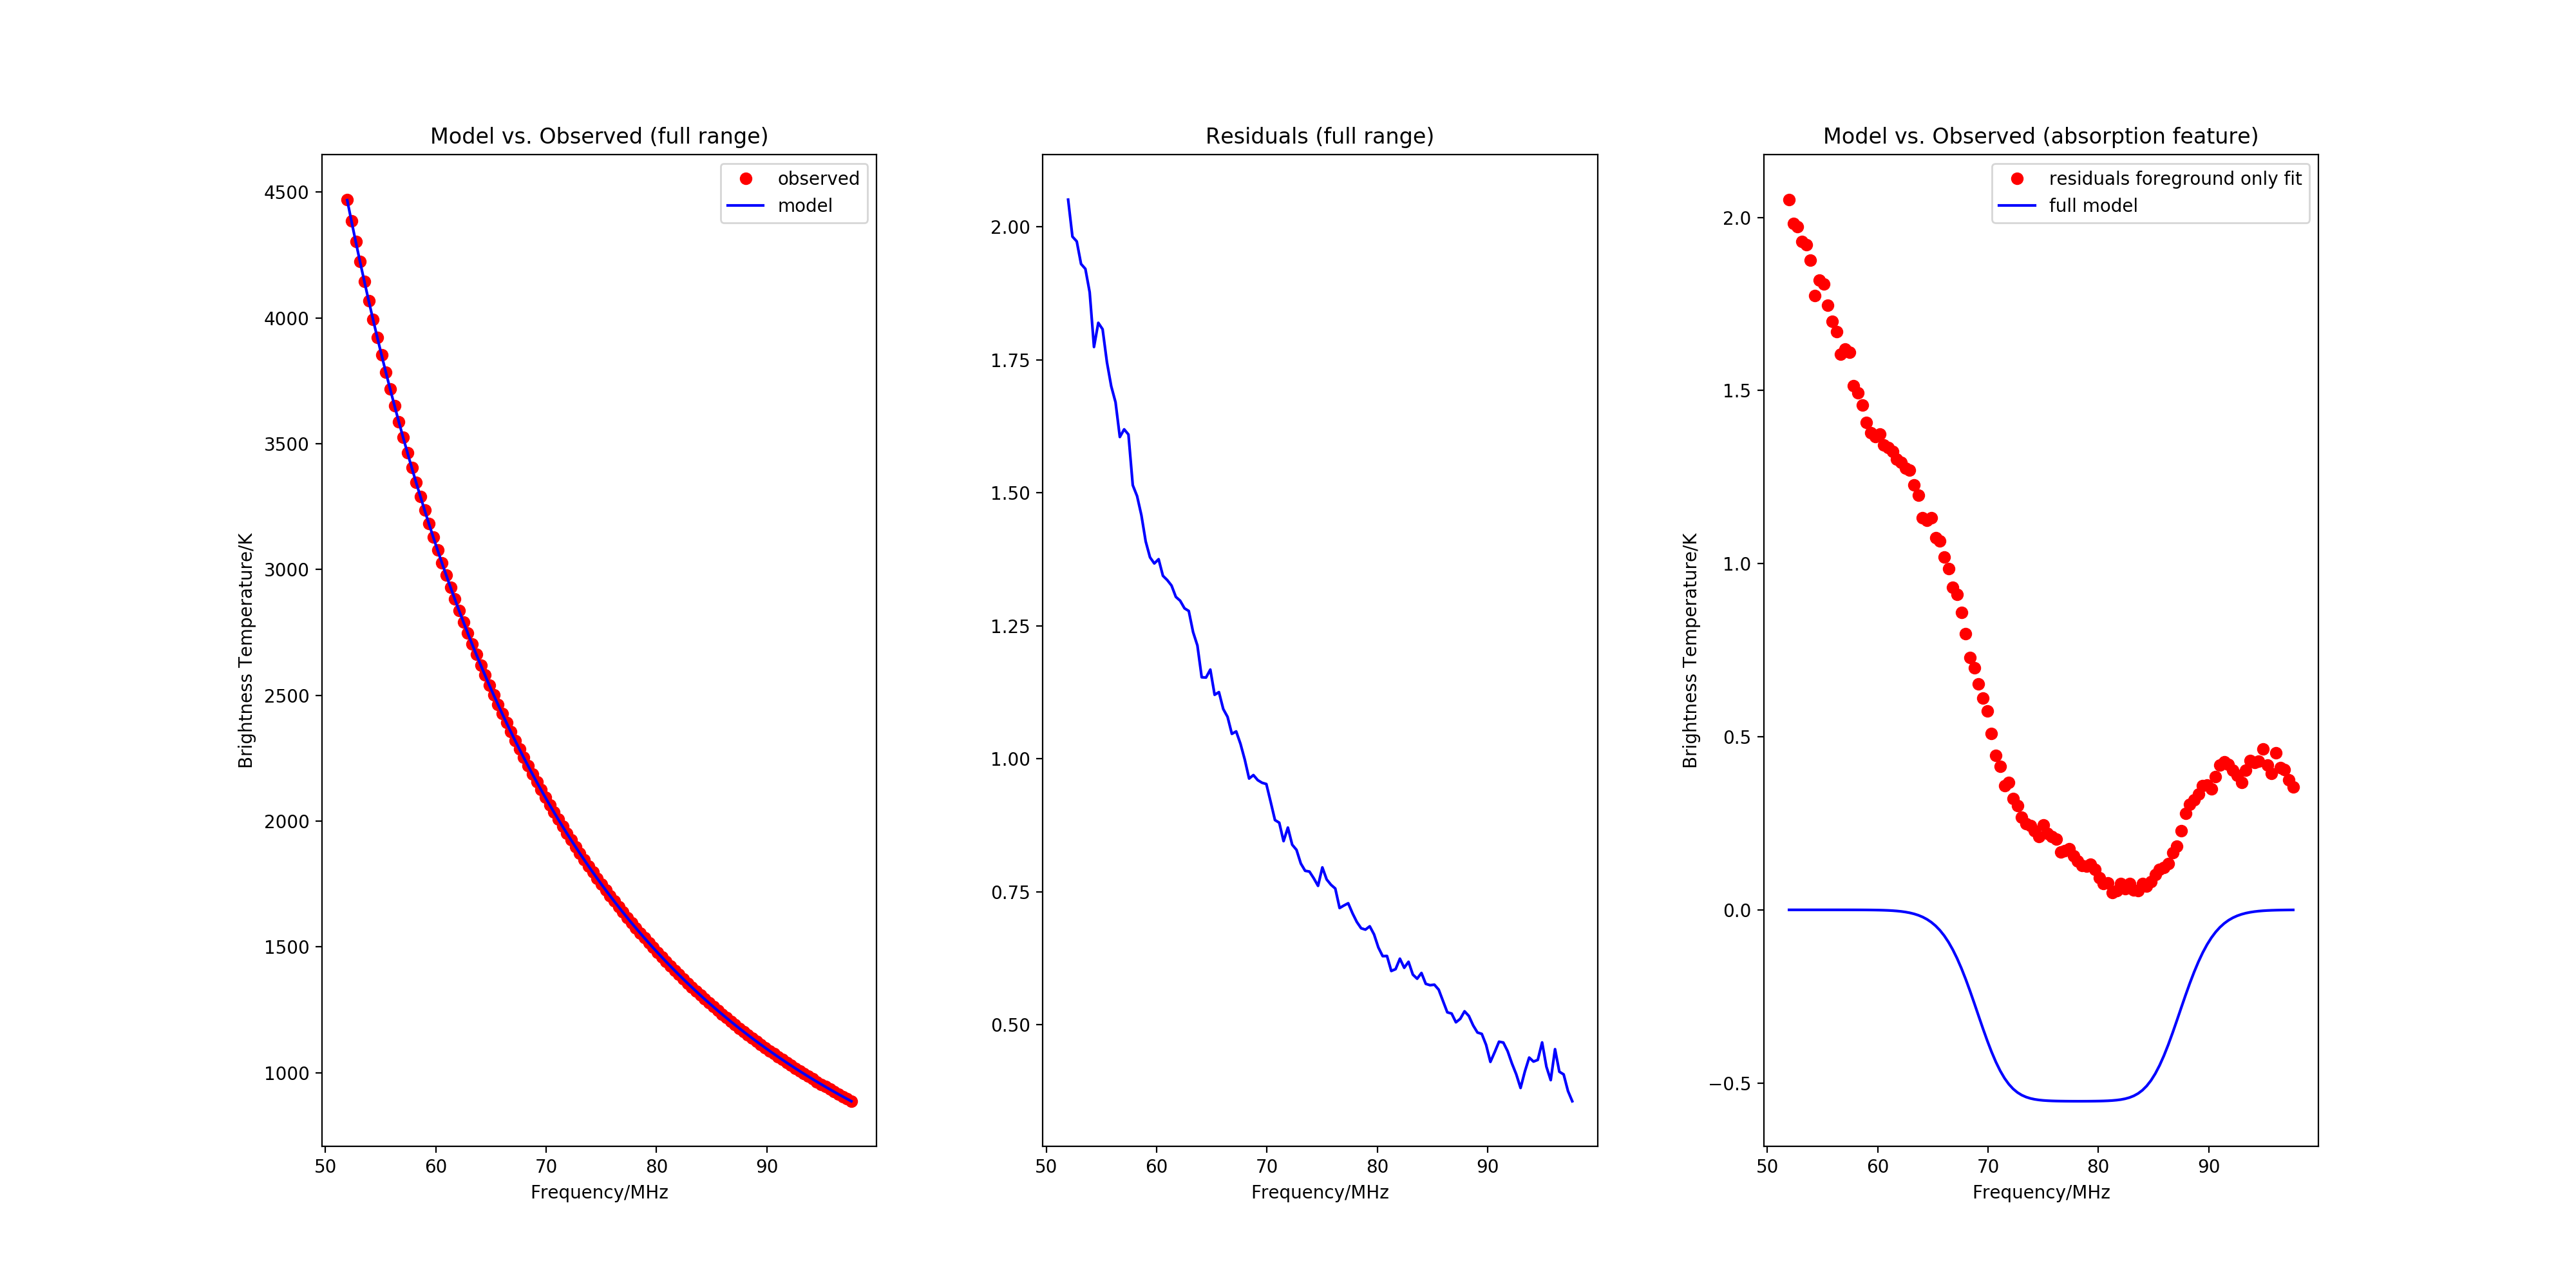 Model vs. Observed (full range)
observed
model
4500
4000
3500
3000
2500
2000
1500
1000
Brightness Temperature/K
50 60 70 80 90
Frequency/MHz
Residuals (full range)
2.00
1.75
1.50
1.25
1.00
0.75
0.50
50 60 70 80 90
Frequency/MHz
Model vs. Observed (absorption feature)
residuals foreground only fit
full model
2.0
1.5
1.0
0.5
0.0
−0.5
Brightness Temperature/K
50 60 70 80 90
Frequency/MHz